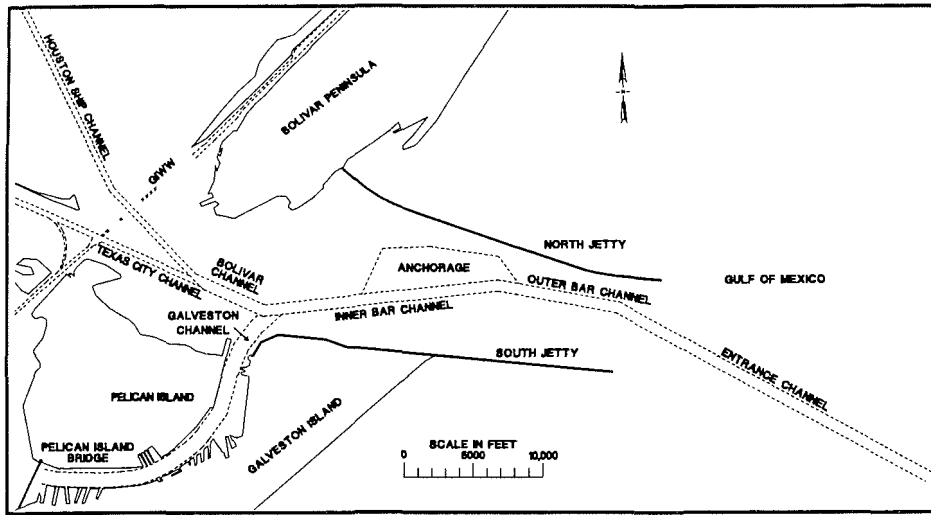 HOUSTON SHIP CHANNEL
BOLIVAR PENINSULA
GIWW
NORTH JETTY
ANCHORAGE
GULF OF MEXICO
TEXAS CITY CHANNEL
BOLIVAR
CHANNEL
OUTER BAR CHANNEL
INNER BAR CHANNEL
GALVESTON
CHANNEL
SOUTH JETTY
ENTRANCE CHANNEL
PELICAN ISLAND
GALVESTON ISLAND
PELICAN ISLAND
BRIDGE
SCALE IN FEET
0 5000 10,000